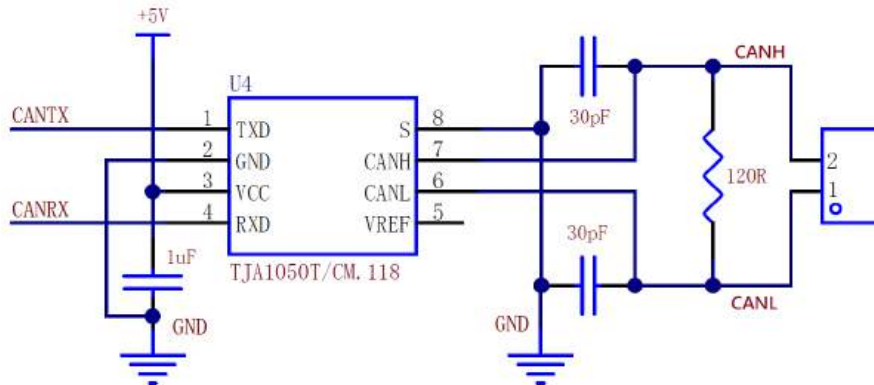 +5V
U4
CANTX
1
TXD
2
GND
3
VCC
CANRX
4
RXD
S
8
CANH
7
CANL
6
VREF
5
TJA1050T/CM.118
1uF
GND
30pF
CANH
120R
2
1
30pF
GND
CANL